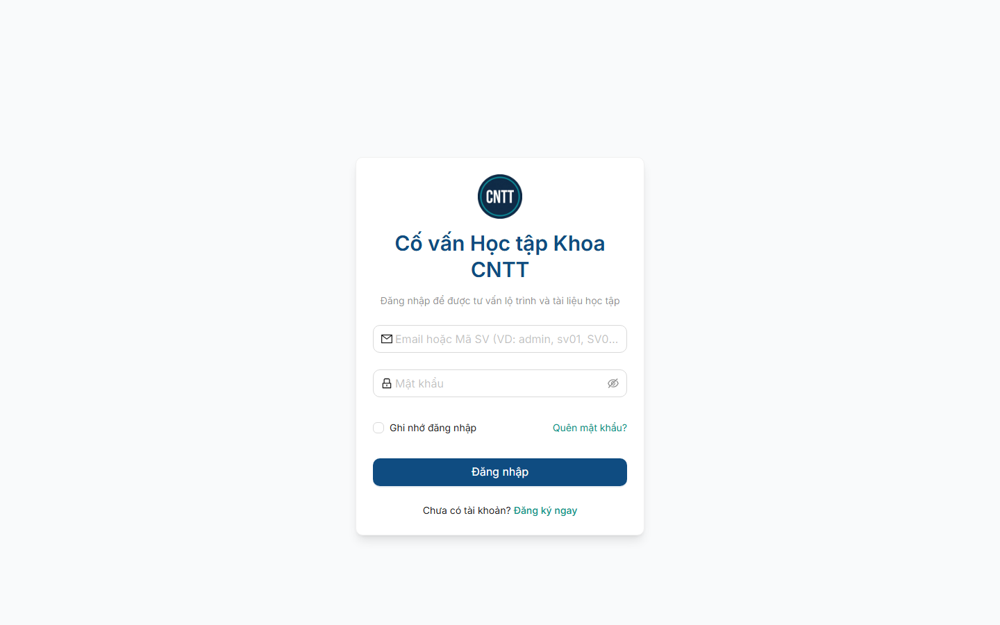 CNTT
Cố vấn Học tập Khoa
CNTT
Đăng nhập để được tư vấn lộ trình và tài liệu học tập
Email hoặc Mã SV (VD: admin, sv01, SV0...
Mật khẩu
Ghi nhớ đăng nhập
Quên mật khẩu?
Đăng nhập
Chưa có tài khoản? Đăng ký ngay